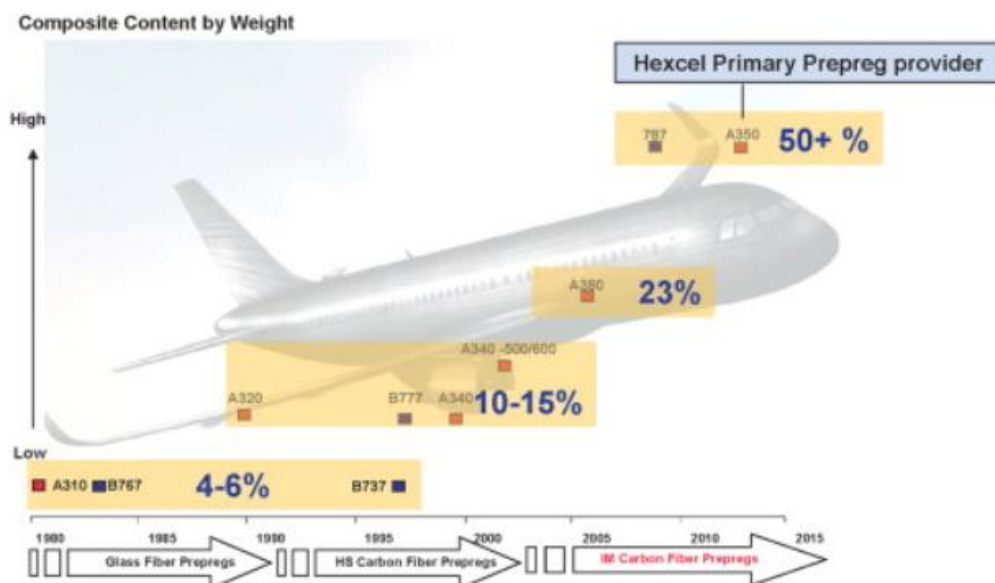 Composite Content by Weight
Hexcel Primary Prepreg provider
High
787
A350
50+ %
A380
23%
A340 -500/600
A320
B777
A340
10-15%
Low
A310
B767
4-6%
B737
1980
1985
1990
1995
2000
2005
2010
2015
Glass Fiber Prepregs
HS Carbon Fiber Prepregs
IM Carbon Fiber Prepregs